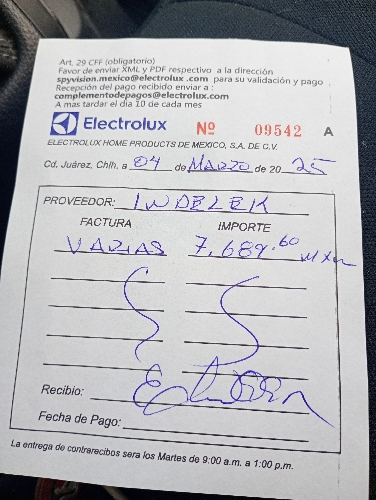 Art. 29 CFF (obligatorio)
Favor de enviar XML y PDF respectivo a la dirección
spyvision.mexico@electrolux .com para su validación y pago
Recepción del pago recibido enviar a :
complementodepagos@electrolux.com
A mas tardar el día 10 de cada mes
Electrolux Nº 09542 A
ELECTROLUX HOME PRODUCTS DE MEXICO, S.A. DE C.V.
Cd. Juárez, Chih. a 04 de MARZO de 20 25
PROVEEDOR: INDELEK
FACTURA IMPORTE
VARIAS 7,689.60 MXN
Recibio:
Fecha de Pago:
La entrega de contrarecibos sera los Martes de 9:00 a.m. a 1:00 p.m.